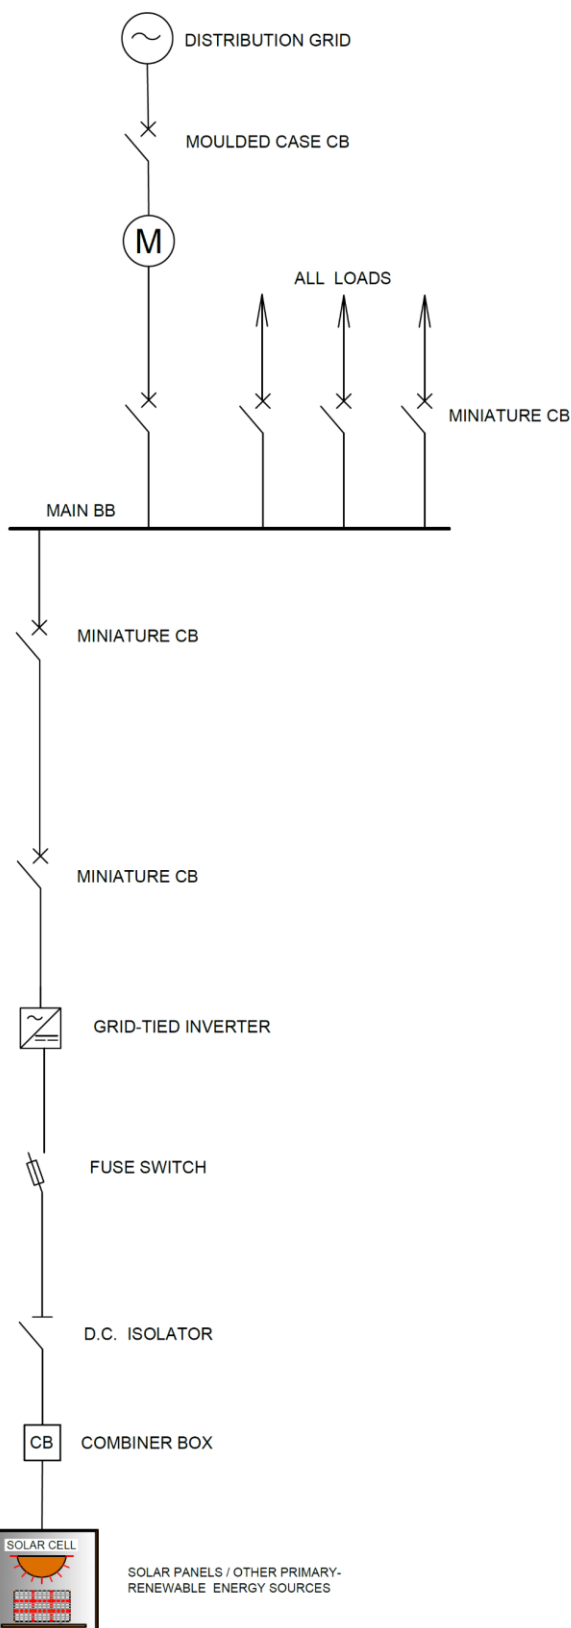 DISTRIBUTION GRID
MOULDED CASE CB
M
ALL LOADS
MINIATURE CB
MAIN BB
MINIATURE CB
MINIATURE CB
GRID-TIED INVERTER
FUSE SWITCH
D.C. ISOLATOR
CB COMBINER BOX
SOLAR CELL
SOLAR PANELS / OTHER PRIMARY-
RENEWABLE ENERGY SOURCES